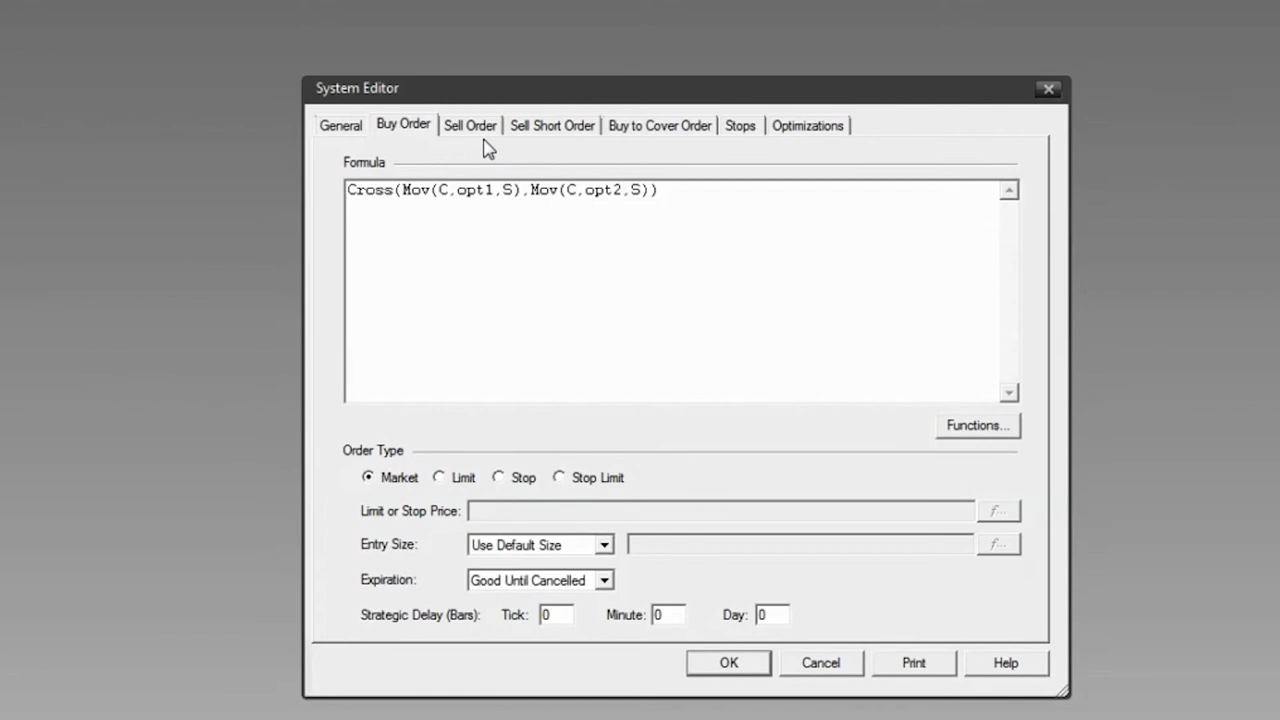 System Editor
General Buy Order Sell Order Sell Short Order Buy to Cover Order Stops Optimizations
Formula
Cross(Mov(C,opt1,S),Mov(C,opt2,S))
Functions...
Order Type
Market Limit Stop Stop Limit
Limit or Stop Price: f...
Entry Size: Use Default Size f...
Expiration: Good Until Cancelled
Strategic Delay (Bars): Tick: 0 Minute: 0 Day: 0
OK Cancel Print Help